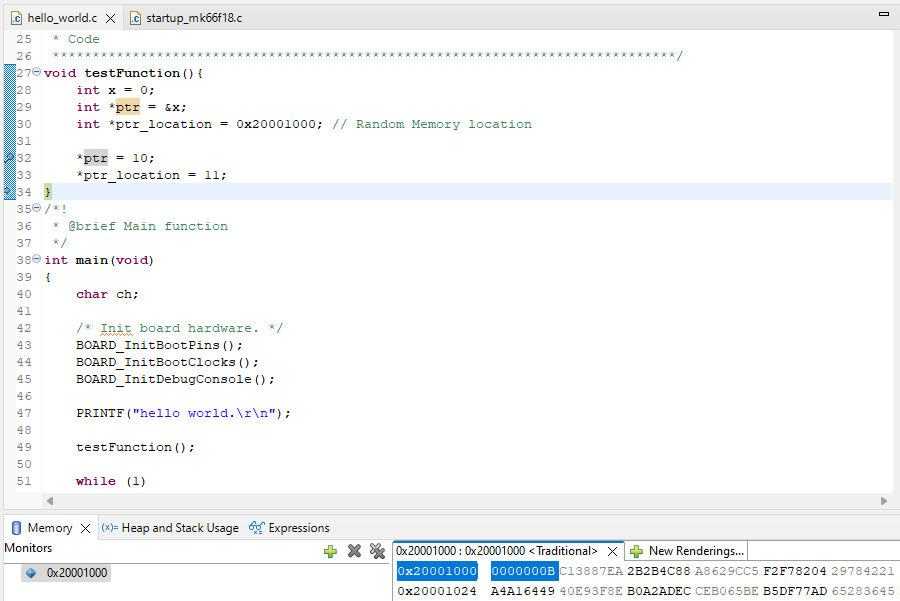 hello_world.c startup_mk66f18.c
25 * Code
26 ******************************************************************************/
27 void testFunction(){
28 int x = 0;
29 int *ptr = &x;
30 int *ptr_location = 0x20001000; // Random Memory location
31
32 *ptr = 10;
33 *ptr_location = 11;
34 }
35 /*!
36 * @brief Main function
37 */
38 int main(void)
39 {
40 char ch;
41
42 /* Init board hardware. */
43 BOARD_InitBootPins();
44 BOARD_InitBootClocks();
45 BOARD_InitDebugConsole();
46
47 PRINTF("hello world.\r\n");
48
49 testFunction();
50
51 while (1)
Memory (x)= Heap and Stack Usage Expressions
Monitors
0x20001000
0x20001000 : 0x20001000 <Traditional> New Renderings...
0x20001000 0000000B C13887EA 2B2B4C88 A8629CC5 F2F78204 29784221
0x20001024 A4A16449 40E93F8E B0A2ADEC CEB065BE B5DF77AD 65283645